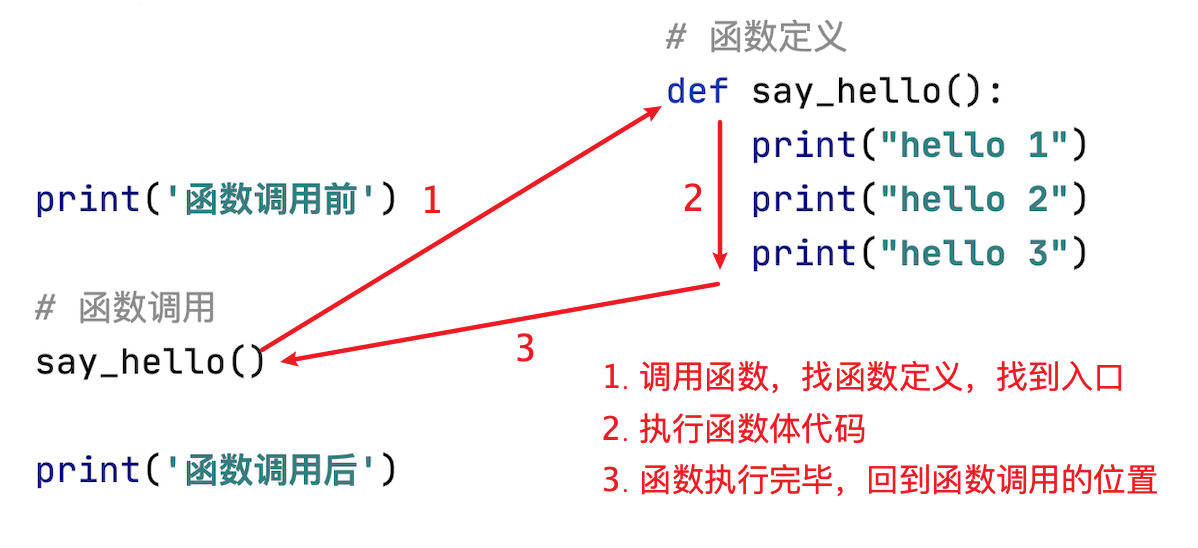 # 函数定义
def say_hello():
print("hello 1")
print("hello 2")
print("hello 3")
print('函数调用前')
# 函数调用
say_hello()
print('函数调用后')
1
2
3
1. 调用函数，找函数定义，找到入口
2. 执行函数体代码
3. 函数执行完毕，回到函数调用的位置